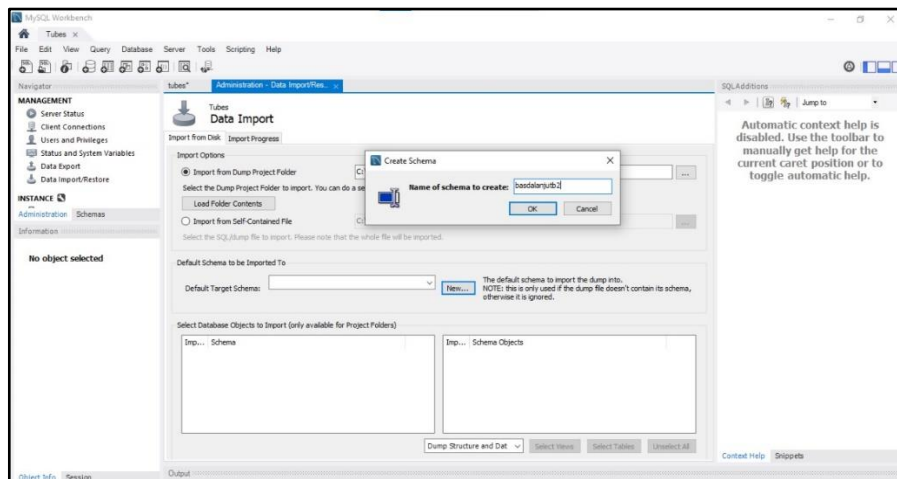 MySQL Workbench
Tubes
File Edit View Query Database Server Tools Scripting Help
Navigator
MANAGEMENT
Server Status
Client Connections
Users and Privileges
Status and System Variables
Data Export
Data Import/Restore
INSTANCE
Administration Schemas
Information
No object selected
Object Info Session
tubes* Administration - Data Import/Res...
Tubes
Data Import
Import from Disk Import Progress
Import Options
Import from Dump Project Folder C:
Select the Dump Project Folder to import. You can do a se
Load Folder Contents
Import from Self-Contained File C:
Select the SQL/dump file to import. Please note that the whole file will be imported.
Create Schema
Name of schema to create: basdalanjutb2
OK Cancel
Default Schema to be Imported To
Default Target Schema: New...
The default schema to import the dump into.
NOTE: this is only used if the dump file doesn't contain its schema,
otherwise it is ignored.
Select Database Objects to Import (only available for Project Folders)
Imp... Schema
Imp... Schema Objects
Dump Structure and Dat Select Views Select Tables Unselect All
Output
SQLAdditions
Jump to
Automatic context help is
disabled. Use the toolbar to
manually get help for the
current caret position or to
toggle automatic help.
Context Help Snippets